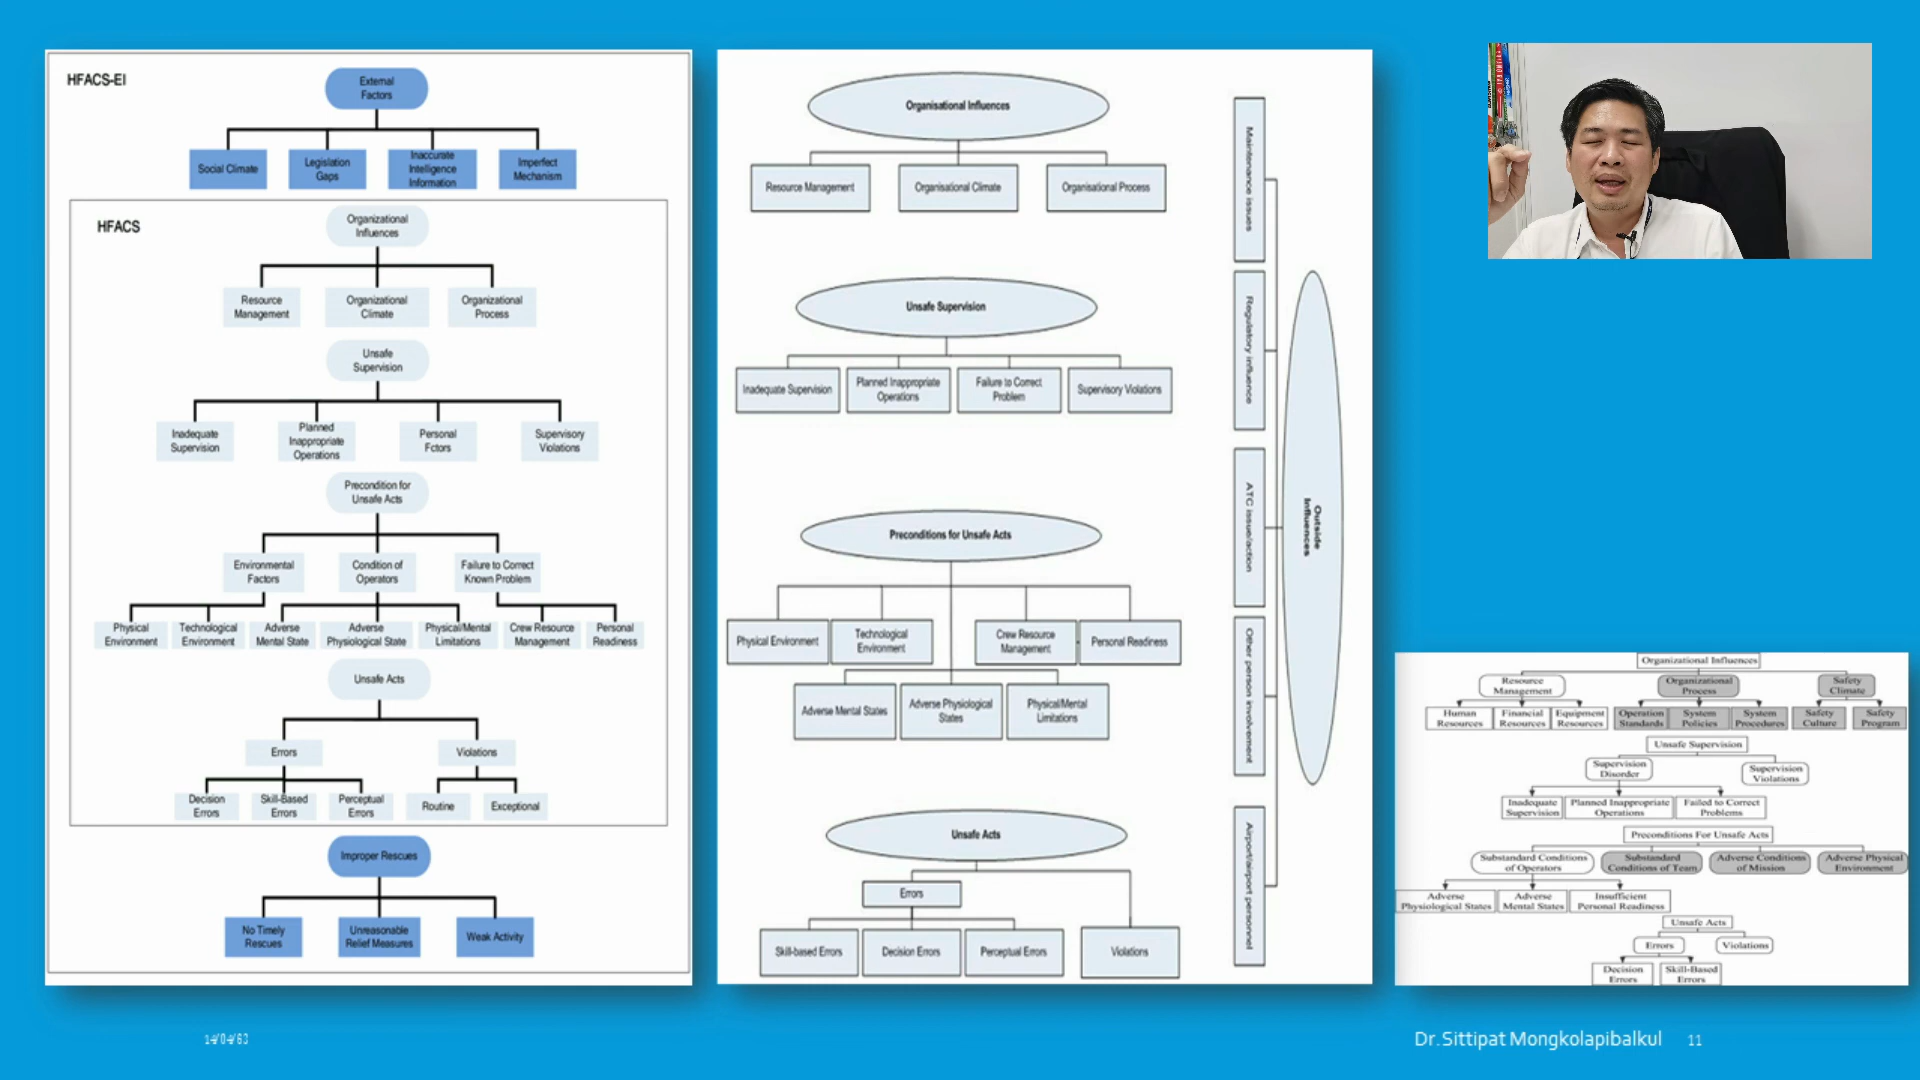 HFACS-EI
External
Factors
Social Climate
Legislation
Gaps
Inaccurate
Intelligence
Information
Imperfect
Mechanism
HFACS
Organizational
Influences
Resource
Management
Organizational
Climate
Organizational
Process
Unsafe
Supervision
Inadequate
Supervision
Planned
Inappropriate
Operations
Personal
Fctors
Supervisory
Violations
Precondition for
Unsafe Acts
Environmental
Factors
Condition of
Operators
Failure to Correct
Known Problem
Physical
Environment
Technological
Environment
Adverse
Mental State
Adverse
Physiological State
Physical/Mental
Limitations
Crew Resource
Management
Personal
Readiness
Unsafe Acts
Errors
Violations
Decision
Errors
Skill-Based
Errors
Perceptual
Errors
Routine
Exceptional
Improper Rescues
No Timely
Rescues
Unreasonable
Relief Measures
Weak Activity
Organisational Influences
Resource Management
Organisational Climate
Organisational Process
Unsafe Supervision
Inadequate Supervision
Planned Inappropriate
Operations
Failure to Correct
Problem
Supervisory Violations
Preconditions for Unsafe Acts
Physical Environment
Technological
Environment
Crew Resource
Management
Personal Readiness
Adverse Mental States
Adverse Physiological
States
Physical/Mental
Limitations
Unsafe Acts
Errors
Skill-based Errors
Decision Errors
Perceptual Errors
Violations
Maintenance issues
Regulatory influence
ATC issue/action
Other person involvement
Airport/airport personnel
Outside
Influences
Organizational Influences
Resource
Management
Organizational
Process
Safety
Climate
Human
Resources
Financial
Resources
Equipment
Resources
Operation
Standards
System
Policies
System
Procedures
Safety
Culture
Safety
Program
Unsafe Supervision
Supervision
Disorder
Supervision
Violations
Inadequate
Supervision
Planned Inappropriate
Operations
Failed to Correct
Problems
Preconditions For Unsafe Acts
Substandard Conditions
of Operators
Substandard
Conditions of Team
Adverse Conditions
of Mission
Adverse Physical
Environment
Adverse
Physiological States
Adverse
Mental States
Insufficient
Personal Readiness
Unsafe Acts
Errors
Violations
Decision
Errors
Skill-Based
Errors
14/04/63
Dr.Sittipat Mongkolapibalkul
11